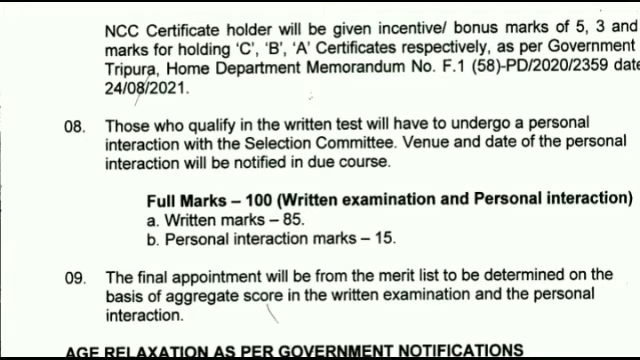 NCC Certificate holder will be given incentive/ bonus marks of 5, 3 and
marks for holding ‘C’, ‘B’, ‘A’ Certificates respectively, as per Government
Tripura, Home Department Memorandum No. F.1 (58)-PD/2020/2359 date
24/08/2021.
08. Those who qualify in the written test will have to undergo a personal
interaction with the Selection Committee. Venue and date of the personal
interaction will be notified in due course.
Full Marks – 100 (Written examination and Personal interaction)
a. Written marks – 85.
b. Personal interaction marks – 15.
09. The final appointment will be from the merit list to be determined on the
basis of aggregate score in the written examination and the personal
interaction.
AGE RELAXATION AS PER GOVERNMENT NOTIFICATIONS